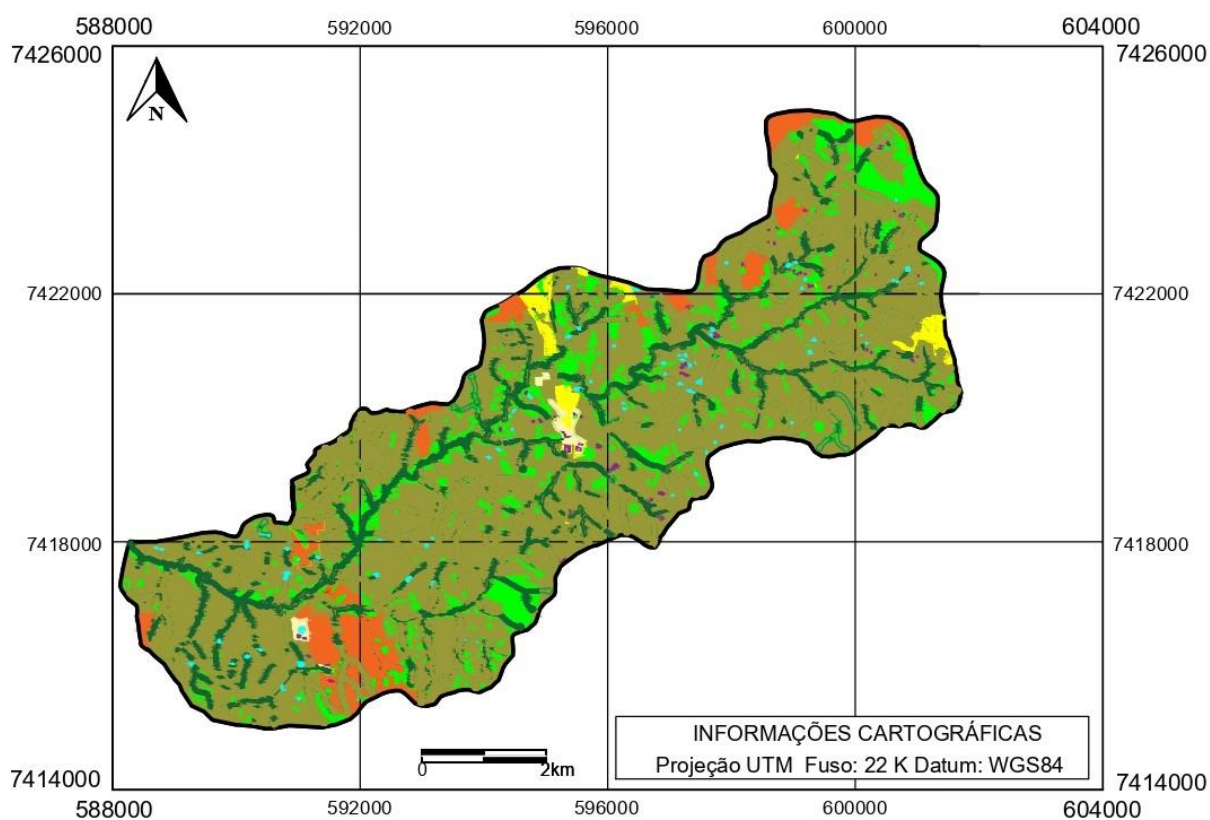 588000 592000 596000 600000 604000
7426000 7426000
N
7422000 7422000
7418000 7418000
INFORMAÇÕES CARTOGRÁFICAS
Projeção UTM Fuso: 22 K Datum: WGS84
0 2km
7414000 7414000
588000 592000 596000 600000 604000